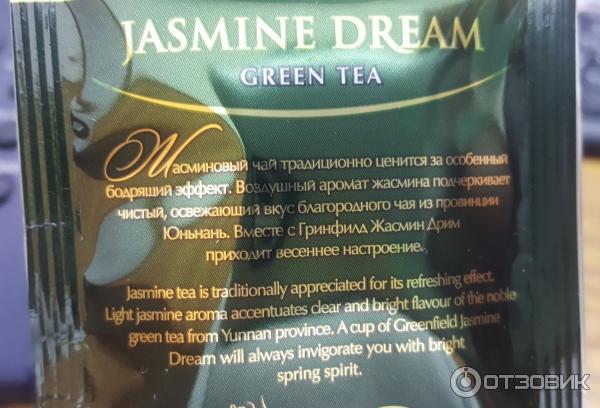 JASMINE DREAM
GREEN TEA
Жасминовый чай традиционно ценится за особенный
бодрящий эффект. Воздушный аромат жасмина подчеркивает
чистый, освежающий вкус благородного чая из провинции
Юньнань. Вместе с Гринфилд Жасмин Дрим
приходит весеннее настроение.
Jasmine tea is traditionally appreciated for its refreshing effect.
Light jasmine aroma accentuates clear and bright flavour of the noble
green tea from Yunnan province. A cup of Greenfield Jasmine
Dream will always invigorate you with bright
spring spirit.
ОТЗОВИК